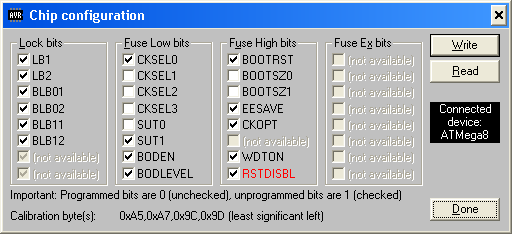 AVR Chip configuration
Lock bits
LB1
LB2
BLB01
BLB02
BLB11
BLB12
(not available)
(not available)
Fuse Low bits
CKSEL0
CKSEL1
CKSEL2
CKSEL3
SUT0
SUT1
BODEN
BODLEVEL
Fuse High bits
BOOTRST
BOOTSZ0
BOOTSZ1
EESAVE
CKOPT
(not available)
WDTON
RSTDISBL
Fuse Ex bits
(not available)
(not available)
(not available)
(not available)
(not available)
(not available)
(not available)
(not available)
Write
Read
Connected
device:
ATMega8
Important: Programmed bits are 0 (unchecked), unprogrammed bits are 1 (checked)
Calibration byte(s): 0xA5,0xA7,0x9C,0x9D (least significant left)
Done